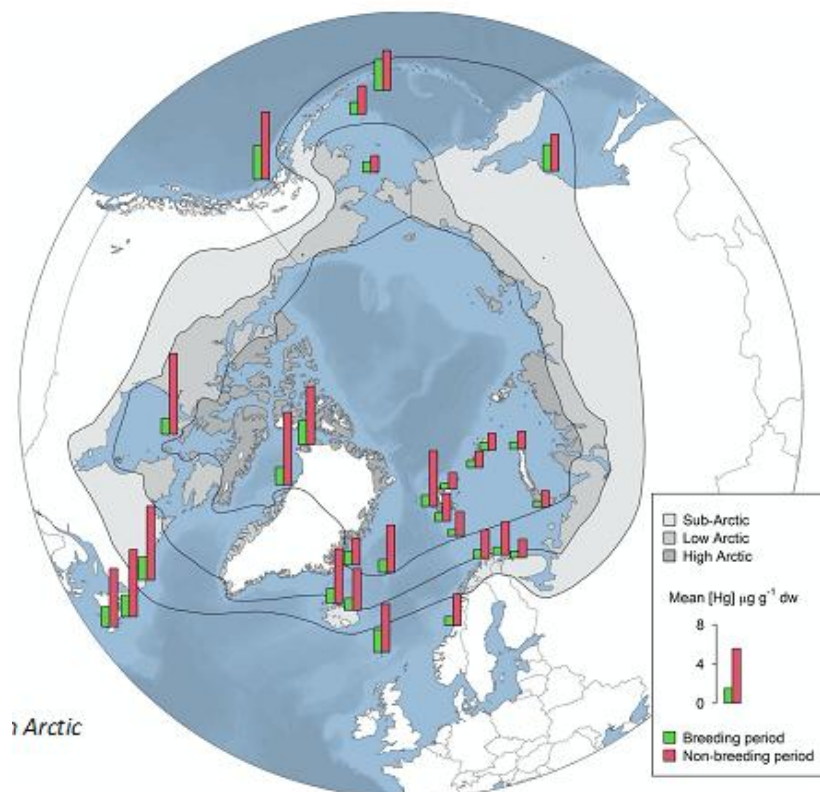 Sub-Arctic
Low Arctic
High Arctic
Mean [Hg] µg g⁻¹ dw
8
4
0
Breeding period
Non-breeding period
Arctic